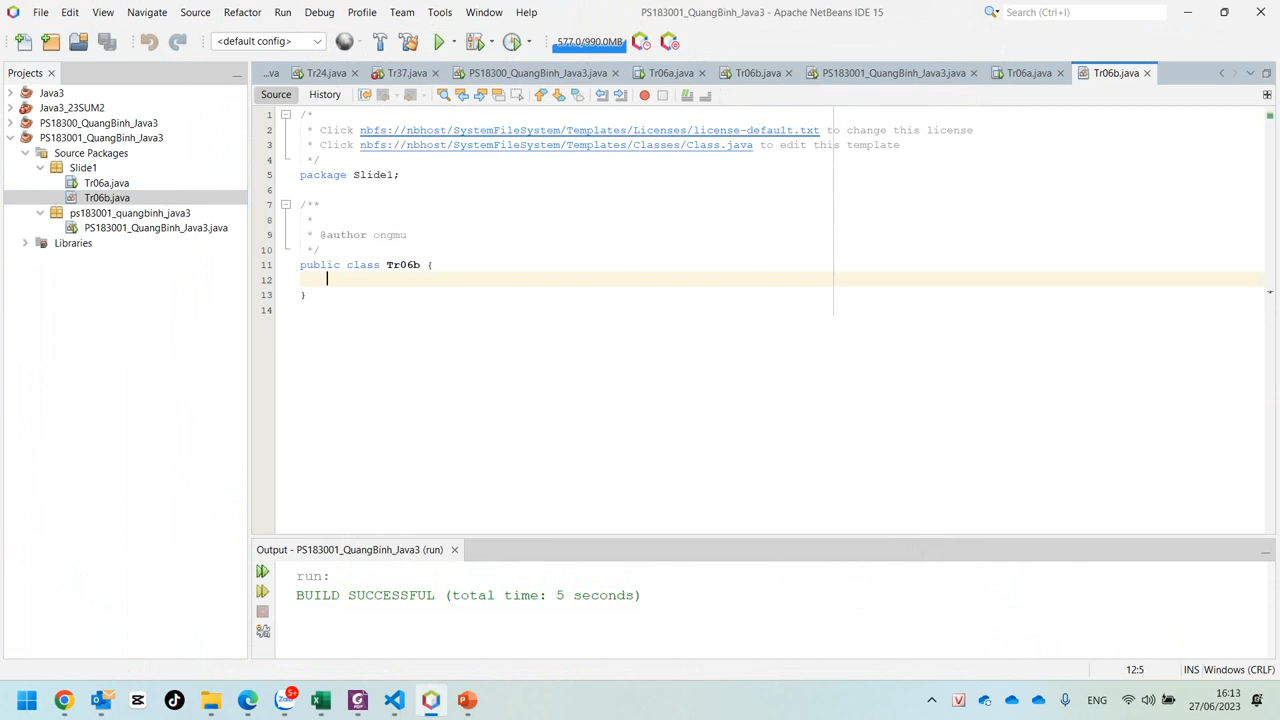 File Edit View Navigate Source Refactor Run Debug Profile Team Tools Window Help
PS183001_QuangBinh_Java3 - Apache NetBeans IDE 15
Search (Ctrl+I)
<default config>
577.0/990.0MB
Projects
...va Tr24.java Tr37.java PS18300_QuangBinh_Java3.java Tr06a.java Tr06b.java PS183001_QuangBinh_Java3.java Tr06a.java Tr06b.java
Source History
Java3
Java3_23SUM2
PS18300_QuangBinh_Java3
PS183001_QuangBinh_Java3
Source Packages
Slide1
Tr06a.java
Tr06b.java
ps183001_quangbinh_java3
PS183001_QuangBinh_Java3.java
Libraries
1 /*
2 * Click nbfs://nbhost/SystemFileSystem/Templates/Licenses/license-default.txt to change this license
3 * Click nbfs://nbhost/SystemFileSystem/Templates/Classes/Class.java to edit this template
4 */
5 package Slide1;
6
7 /**
8 *
9 * @author ongmu
10 */
11 public class Tr06b {
12
13 }
14
Output - PS183001_QuangBinh_Java3 (run)
run:
BUILD SUCCESSFUL (total time: 5 seconds)
12:5 INS Windows (CRLF)
Zalo 5+
ENG
16:13
27/06/2023